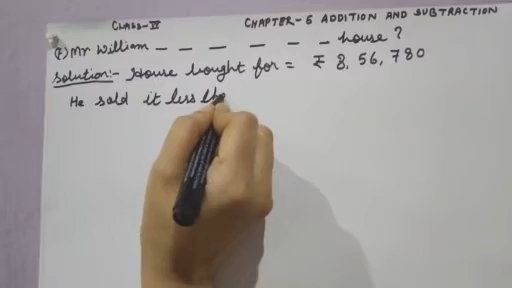 CLASS-IV CHAPTER-5 ADDITION AND SUBTRACTION
(7) Mr William – – – – – – house ?
Solution:- House bought for = ₹ 8,56,780
He sold it less